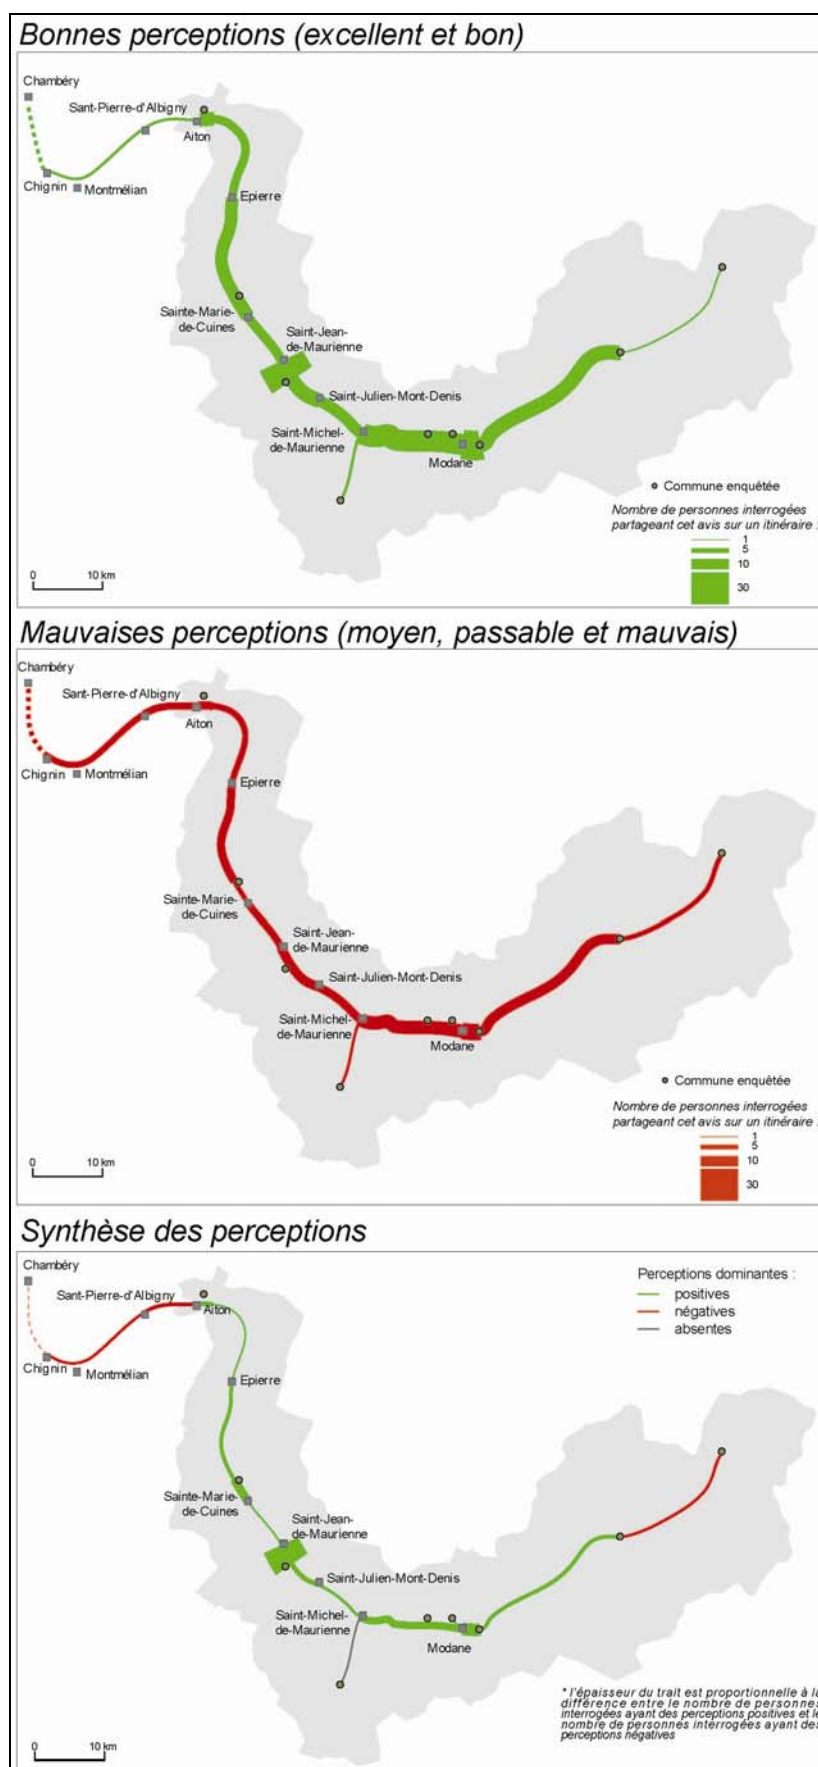 Bonnes perceptions (excellent et bon)
Chambéry
Sant-Pierre-d'Albigny
Aiton
Chignin
Montmélian
Epierre
Sainte-Marie-
de-Cuines
Saint-Jean-
de-Maurienne
Saint-Julien-Mont-Denis
Saint-Michel-
de-Maurienne
Modane
Commune enquêtée
Nombre de personnes interrogées
partageant cet avis sur un itinéraire :
1
5
10
30
0 10 km
Mauvaises perceptions (moyen, passable et mauvais)
Chambéry
Sant-Pierre-d'Albigny
Aiton
Chignin
Montmélian
Epierre
Sainte-Marie-
de-Cuines
Saint-Jean-
de-Maurienne
Saint-Julien-Mont-Denis
Saint-Michel-
de-Maurienne
Modane
Commune enquêtée
Nombre de personnes interrogées
partageant cet avis sur un itinéraire :
1
5
10
30
0 10 km
Synthèse des perceptions
Chambéry
Perceptions dominantes :
positives
négatives
absentes
Sant-Pierre-d'Albigny
Aiton
Chignin
Montmélian
Epierre
Sainte-Marie-
de-Cuines
Saint-Jean-
de-Maurienne
Saint-Julien-Mont-Denis
Saint-Michel-
de-Maurienne
Modane
* l'épaisseur du trait est proportionnelle à la
différence entre le nombre de personnes
interrogées ayant des perceptions positives et le
nombre de personnes interrogées ayant des
perceptions négatives
0 10 km